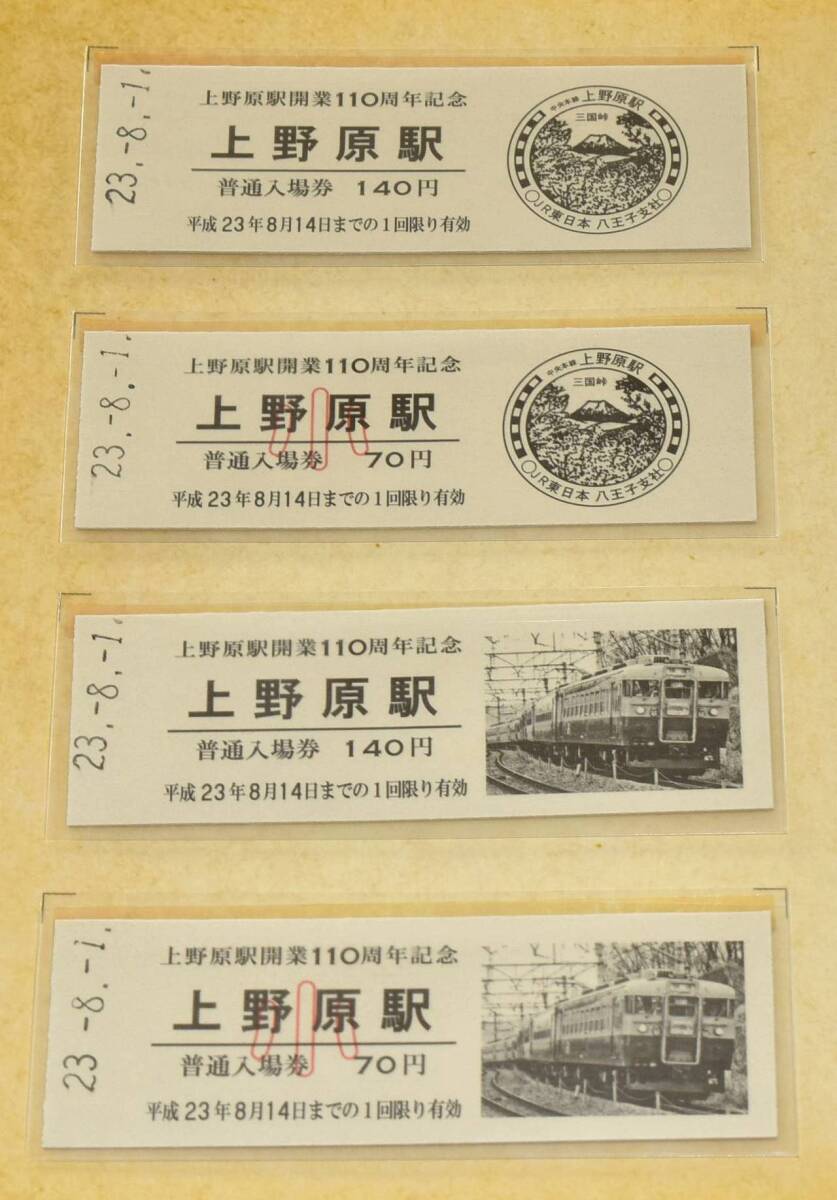 23.-8.-1.
上野原駅開業110周年記念
上野原駅
普通入場券 140円
平成23年8月14日までの1回限り有効
中央本線 上野原駅
三国峠
JR東日本 八王子支社
23.-8.-1.
上野原駅開業110周年記念
上野原駅
小
普通入場券 70円
平成23年8月14日までの1回限り有効
中央本線 上野原駅
三国峠
JR東日本 八王子支社
23.-8.-1.
上野原駅開業110周年記念
上野原駅
普通入場券 140円
平成23年8月14日までの1回限り有効
23.-8.-1.
上野原駅開業110周年記念
上野原駅
小
普通入場券 70円
平成23年8月14日までの1回限り有効